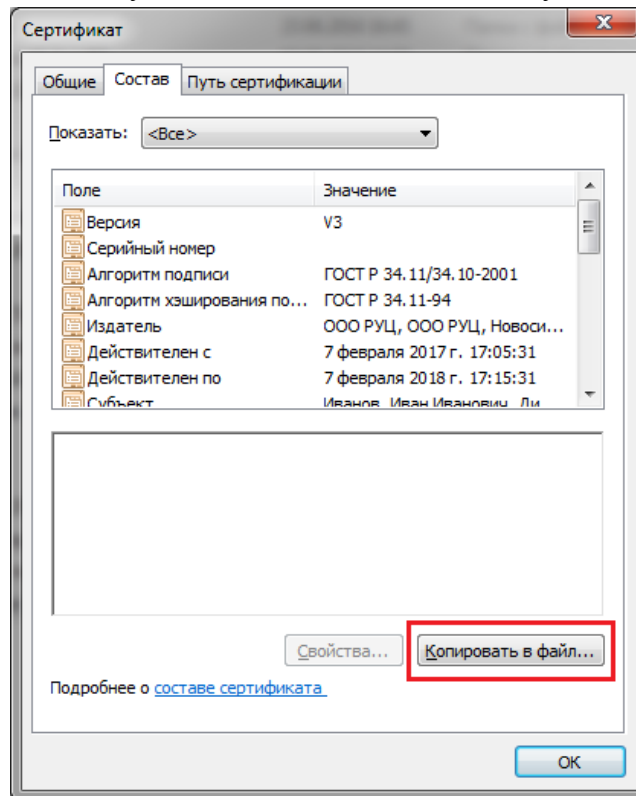 Сертификат
Общие Состав Путь сертификации
Показать: <Все>
Поле Значение
Версия V3
Серийный номер
Алгоритм подписи ГОСТ Р 34.11/34.10-2001
Алгоритм хэширования по... ГОСТ Р 34.11-94
Издатель ООО РУЦ, ООО РУЦ, Новоси...
Действителен с 7 февраля 2017 г. 17:05:31
Действителен по 7 февраля 2018 г. 17:15:31
Субъект Иванов, Иван Иванович, Ди
Свойства... Копировать в файл...
Подробнее о составе сертификата
ОК